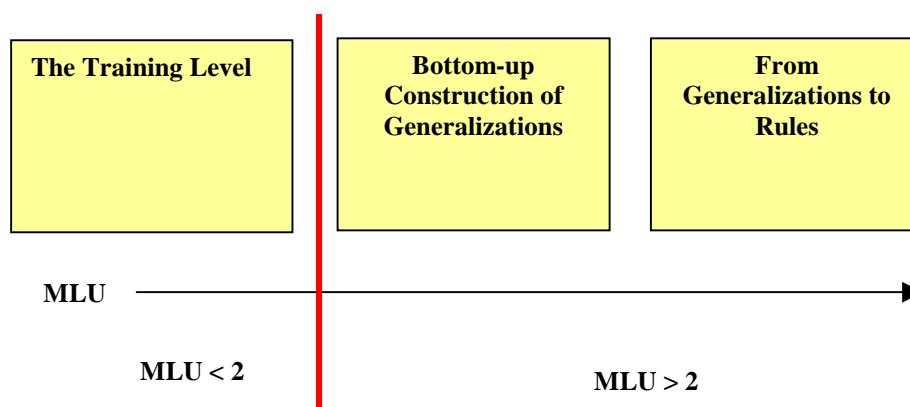 The Training Level
Bottom-up
Construction of
Generalizations
From
Generalizations to
Rules
MLU
MLU < 2
MLU > 2